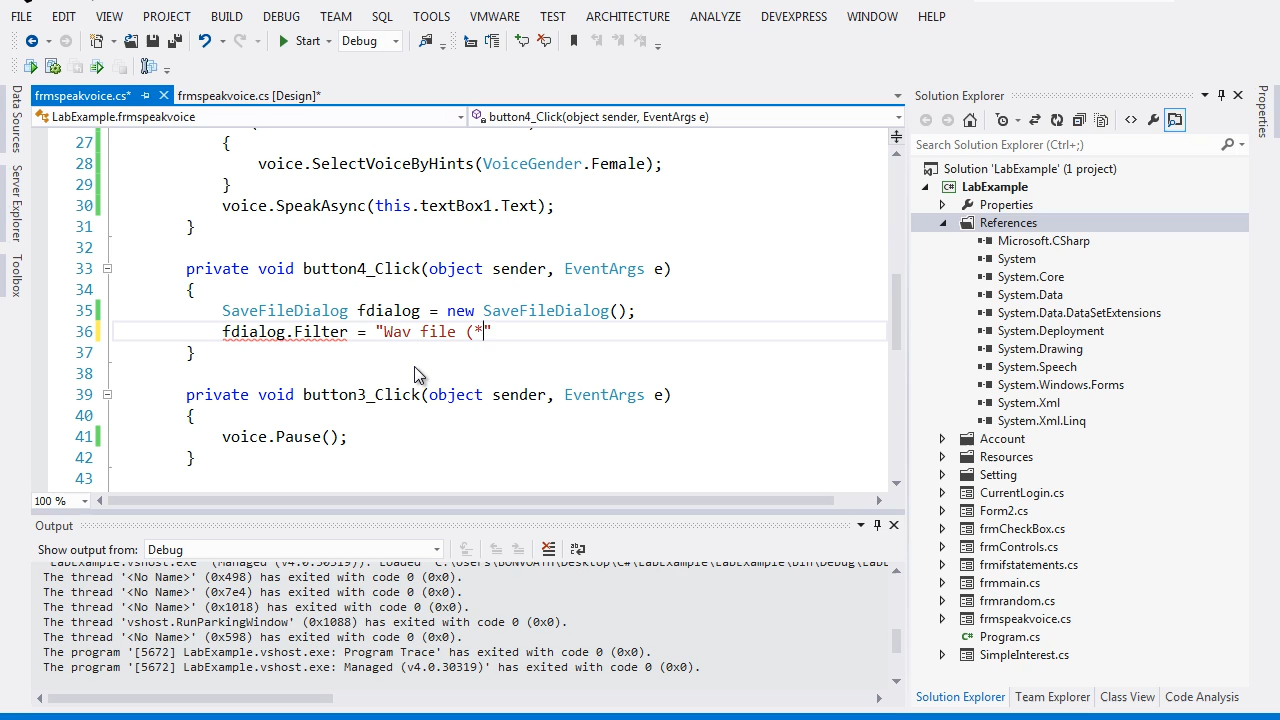 FILE EDIT VIEW PROJECT BUILD DEBUG TEAM SQL TOOLS VMWARE TEST ARCHITECTURE ANALYZE DEVEXPRESS WINDOW HELP
Start Debug
frmspeakvoice.cs* frmspeakvoice.cs [Design]*
LabExample.frmspeakvoice button4_Click(object sender, EventArgs e)
27 {
28 voice.SelectVoiceByHints(VoiceGender.Female);
29 }
30 voice.SpeakAsync(this.textBox1.Text);
31 }
32
33 private void button4_Click(object sender, EventArgs e)
34 {
35 SaveFileDialog fdialog = new SaveFileDialog();
36 fdialog.Filter = "Wav file (*"
37 }
38
39 private void button3_Click(object sender, EventArgs e)
40 {
41 voice.Pause();
42 }
43
100 %
Output
Show output from: Debug
The thread '<No Name>' (0x498) has exited with code 0 (0x0).
The thread '<No Name>' (0x7e4) has exited with code 0 (0x0).
The thread '<No Name>' (0x1018) has exited with code 0 (0x0).
The thread 'vshost.RunParkingWindow' (0x1088) has exited with code 0 (0x0).
The thread '<No Name>' (0x598) has exited with code 0 (0x0).
The program '[5672] LabExample.vshost.exe: Program Trace' has exited with code 0 (0x0).
The program '[5672] LabExample.vshost.exe: Managed (v4.0.30319)' has exited with code 0 (0x0).
Data Sources
Server Explorer
Toolbox
Solution Explorer
Search Solution Explorer (Ctrl+;)
Solution 'LabExample' (1 project)
C# LabExample
Properties
References
Microsoft.CSharp
System
System.Core
System.Data
System.Data.DataSetExtensions
System.Deployment
System.Drawing
System.Speech
System.Windows.Forms
System.Xml
System.Xml.Linq
Account
Resources
Setting
CurrentLogin.cs
Form2.cs
frmCheckBox.cs
frmControls.cs
frmifstatements.cs
frmmain.cs
frmrandom.cs
frmspeakvoice.cs
C# Program.cs
SimpleInterest.cs
Solution Explorer Team Explorer Class View Code Analysis
Properties